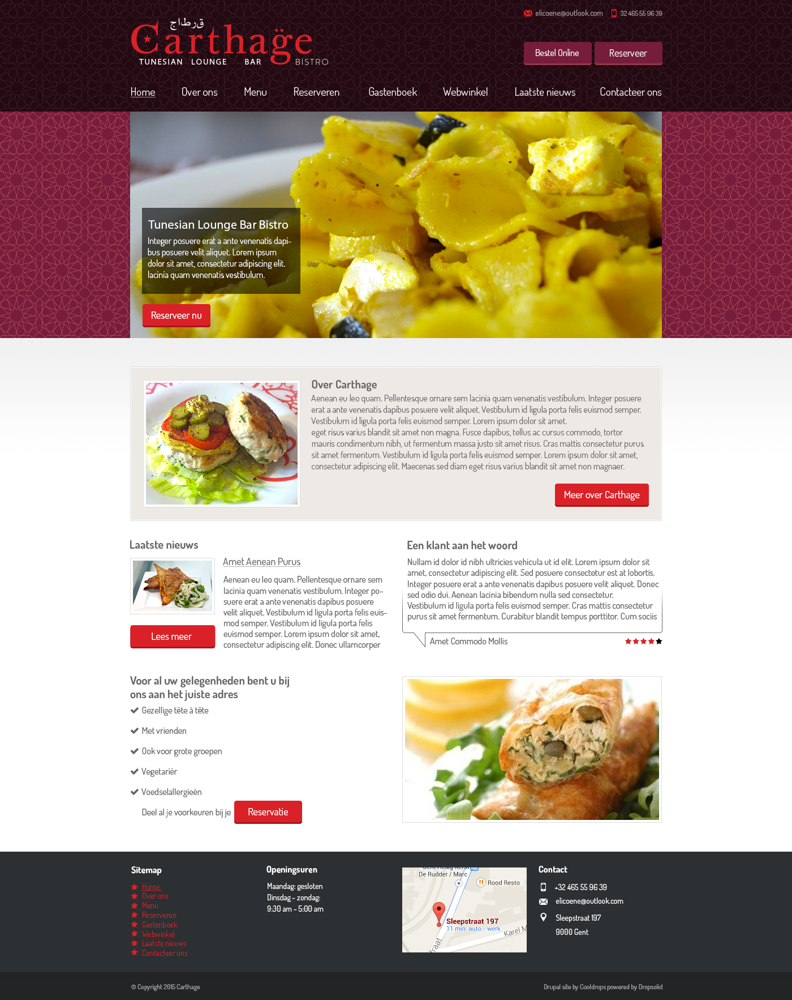 elicoene@outlook.com 32 465 55 96 39
قرطاج
Carthage
TUNESIAN LOUNGE BAR BISTRO
Bestel Online
Reserveer
Home Over ons Menu Reserveren Gastenboek Webwinkel Laatste nieuws Contacteer ons
Tunesian Lounge Bar Bistro
Integer posuere erat a ante venenatis dapi-
bus posuere velit aliquet. Lorem ipsum
dolor sit amet, consectetur adipiscing elit.
lacinia quam venenatis vestibulum.
Reserveer nu
Over Carthage
Aenean eu leo quam. Pellentesque ornare sem lacinia quam venenatis vestibulum. Integer posuere
erat a ante venenatis dapibus posuere velit aliquet. Vestibulum id ligula porta felis euismod semper.
Vestibulum id ligula porta felis euismod semper. Lorem ipsum dolor sit amet.
eget risus varius blandit sit amet non magna. Fusce dapibus, tellus ac cursus commodo, tortor
mauris condimentum nibh, ut fermentum massa justo sit amet risus. Cras mattis consectetur purus
sit amet fermentum. Vestibulum id ligula porta felis euismod semper. Lorem ipsum dolor sit amet,
consectetur adipiscing elit. Maecenas sed diam eget risus varius blandit sit amet non magnaer.
Meer over Carthage
Laatste nieuws
Amet Aenean Purus
Aenean eu leo quam. Pellentesque ornare sem
lacinia quam venenatis vestibulum. Integer po-
suere erat a ante venenatis dapibus posuere
velit aliquet. Vestibulum id ligula porta felis euis-
mod semper. Vestibulum id ligula porta felis
euismod semper. Lorem ipsum dolor sit amet,
consectetur adipiscing elit. Donec ullamcorper
Lees meer
Een klant aan het woord
Nullam id dolor id nibh ultricies vehicula ut id elit. Lorem ipsum dolor sit
amet, consectetur adipiscing elit. Sed posuere consectetur est at lobortis.
Integer posuere erat a ante venenatis dapibus posuere velit aliquet. Donec
sed odio dui. Aenean lacinia bibendum nulla sed consectetur.
Vestibulum id ligula porta felis euismod semper. Cras mattis consectetur
purus sit amet fermentum. Curabitur blandit tempus porttitor. Cum sociis
Amet Commodo Mollis
Voor al uw gelegenheden bent u bij
ons aan het juiste adres
Gezellige tête à tête
Met vrienden
Ook voor grote groepen
Vegetariër
Voedselallergieën
Deel al je voorkeuren bij je
Reservatie
Sitemap
Home
Over ons
Menu
Reserveren
Gastenboek
Webwinkel
Laatste nieuws
Contacteer ons
Openingsuren
Maandag: gesloten
Dinsdag - zondag:
9:30 am - 5:00 am
Gent Heilig Kerst
De Rudder / Marc
Rood Resto
Sleepstraat 197
11 min. auto - werk
Karel M
traat
Contact
+32 465 55 96 39
elicoene@outlook.com
Sleepstraat 197
9000 Gent
© Copyright 2015 Carthage
Drupal site by Cooldrops powered by Dropsolid